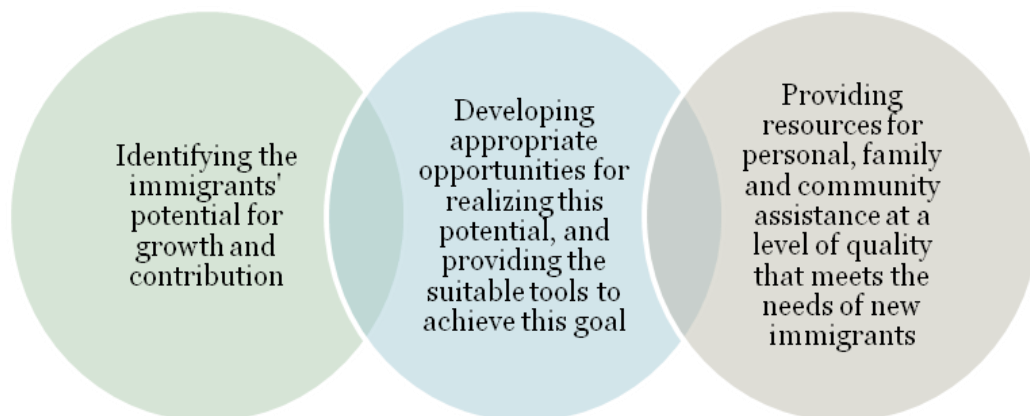 Identifying the
immigrants'
potential for
growth and
contribution
Developing
appropriate
opportunities for
realizing this
potential, and
providing the
suitable tools to
achieve this goal
Providing
resources for
personal, family
and community
assistance at a
level of quality
that meets the
needs of new
immigrants